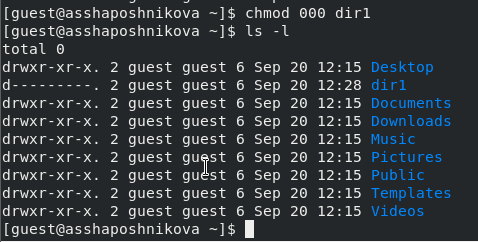 [guest@asshaposhnikova ~]$ chmod 000 dir1
[guest@asshaposhnikova ~]$ ls -l
total 0
drwxr-xr-x. 2 guest guest 6 Sep 20 12:15 Desktop
d---------. 2 guest guest 6 Sep 20 12:28 dir1
drwxr-xr-x. 2 guest guest 6 Sep 20 12:15 Documents
drwxr-xr-x. 2 guest guest 6 Sep 20 12:15 Downloads
drwxr-xr-x. 2 guest guest 6 Sep 20 12:15 Music
drwxr-xr-x. 2 guest guest 6 Sep 20 12:15 Pictures
drwxr-xr-x. 2 guest guest 6 Sep 20 12:15 Public
drwxr-xr-x. 2 guest guest 6 Sep 20 12:15 Templates
drwxr-xr-x. 2 guest guest 6 Sep 20 12:15 Videos
[guest@asshaposhnikova ~]$